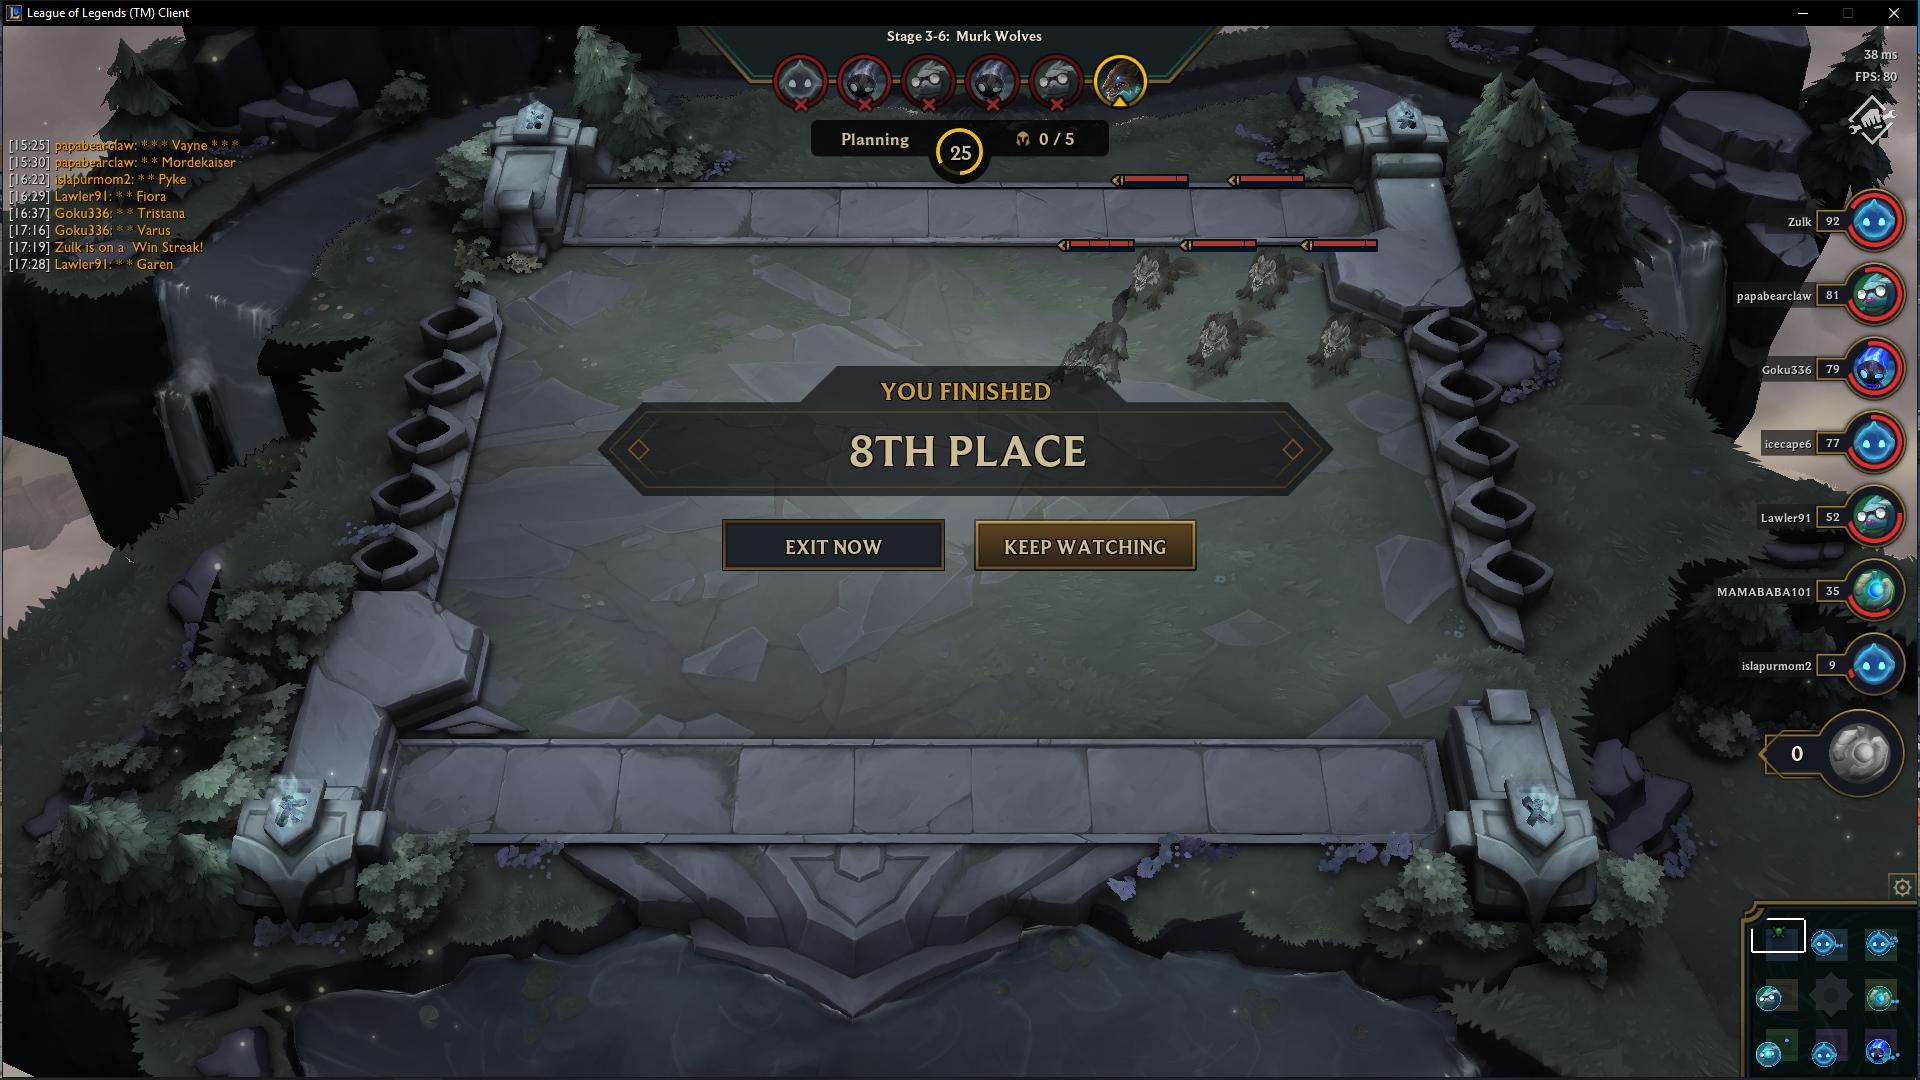 League of Legends (TM) Client
Stage 3-6: Murk Wolves
38 ms
FPS: 80
Planning
25
0 / 5
[15:25] papabearclaw: * * * Vayne * * *
[15:30] papabearclaw: * * Mordekaiser
[16:22] islapurmom2: * * Pyke
[16:29] Lawler91: * * Fiora
[16:37] Goku336: * * Tristana
[17:16] Goku336: * * Varus
[17:19] Zulk is on a Win Streak!
[17:28] Lawler91: * * Garen
Zulk 92
papabearclaw 81
Goku336 79
icecape6 77
Lawler91 52
MAMABABA101 35
islapurmom2 9
0
YOU FINISHED
8TH PLACE
EXIT NOW
KEEP WATCHING